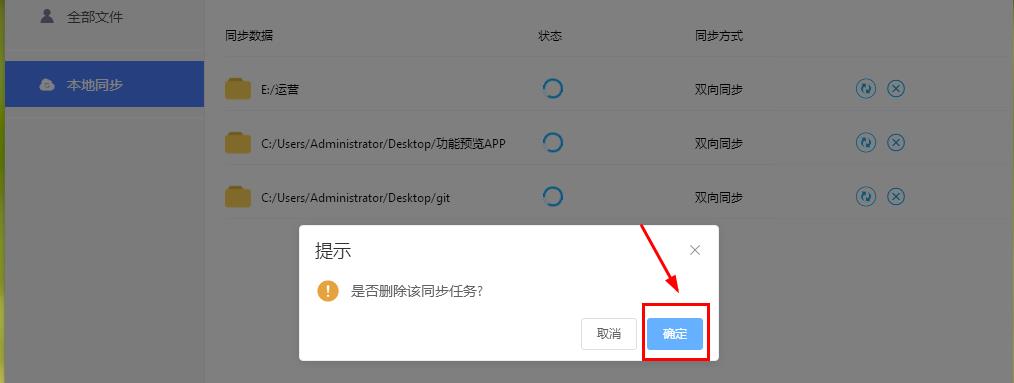 全部文件
本地同步
同步数据 状态 同步方式
E:/运营 双向同步
C:/Users/Administrator/Desktop/功能预览APP 双向同步
C:/Users/Administrator/Desktop/git 双向同步
提示
是否删除该同步任务?
取消 确定